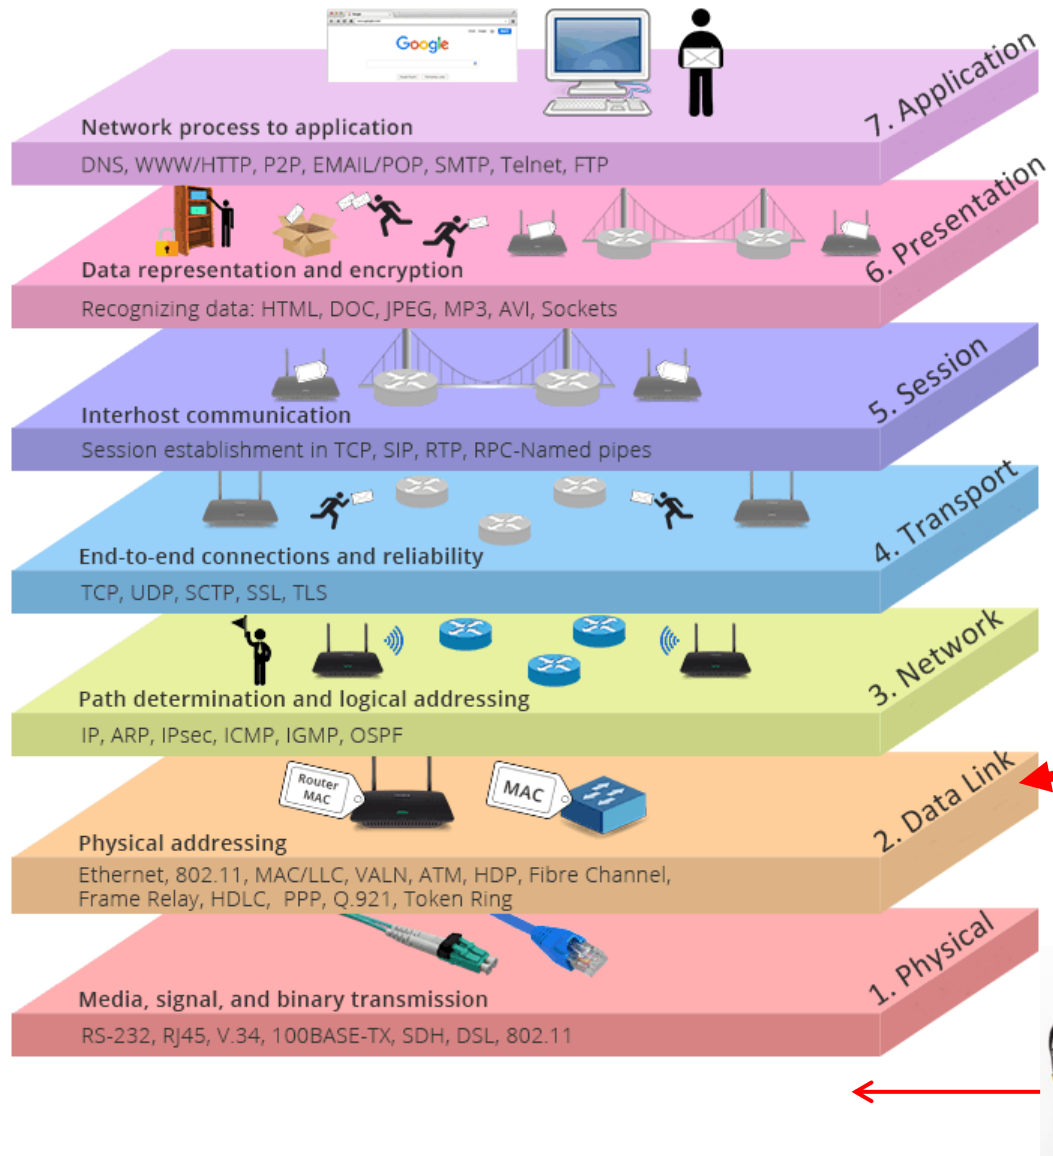 Google
7. Application
Network process to application
DNS, WWW/HTTP, P2P, EMAIL/POP, SMTP, Telnet, FTP
6. Presentation
Data representation and encryption
Recognizing data: HTML, DOC, JPEG, MP3, AVI, Sockets
5. Session
Interhost communication
Session establishment in TCP, SIP, RTP, RPC-Named pipes
4. Transport
End-to-end connections and reliability
TCP, UDP, SCTP, SSL, TLS
3. Network
Path determination and logical addressing
IP, ARP, IPsec, ICMP, IGMP, OSPF
2. Data Link
Router
MAC
MAC
Physical addressing
Ethernet, 802.11, MAC/LLC, VALN, ATM, HDP, Fibre Channel,
Frame Relay, HDLC, PPP, Q.921, Token Ring
1. Physical
Media, signal, and binary transmission
RS-232, RJ45, V.34, 100BASE-TX, SDH, DSL, 802.11